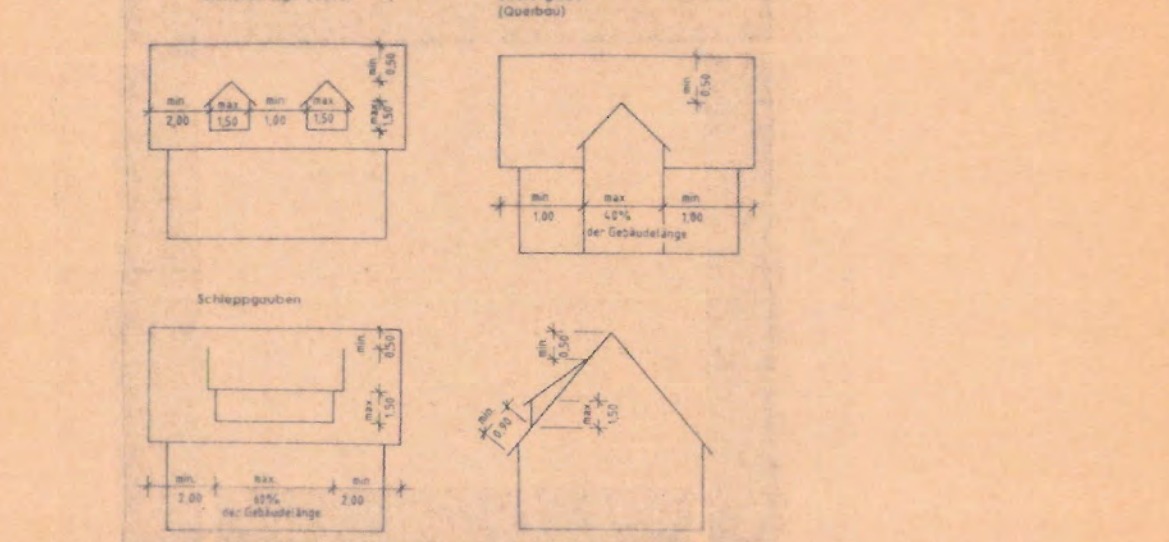 (Querbau)
min
0,50
min max min max
2,00 1,50 1,00 1,50
max
1,50
min
0,50
min max min
1,00 40% 1,00
der Gebäudelänge
Schleppgauben
min
0,50
max
1,50
min. max. min
2,00 60% 2,00
der Gebäudelänge
min
0,50
min
0,90
max
1,50